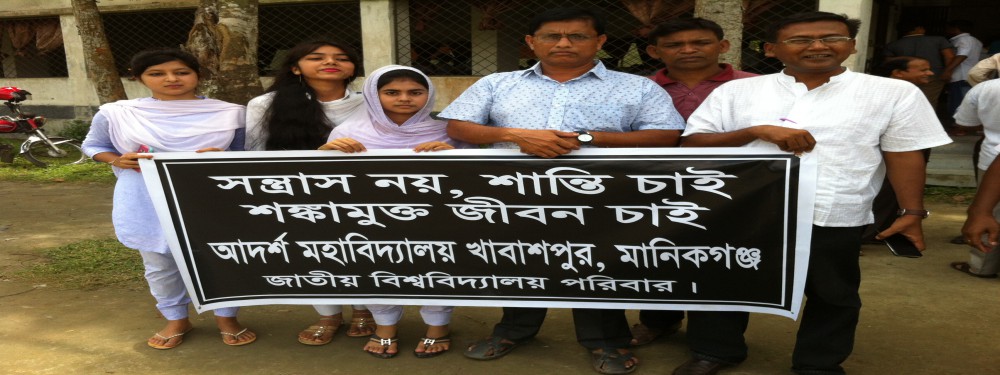 সন্ত্রাস নয়, শান্তি চাই
শঙ্কামুক্ত জীবন চাই
আদর্শ মহাবিদ্যালয় খাবাশপুর, মানিকগঞ্জ
জাতীয় বিশ্ববিদ্যালয় পরিবার।